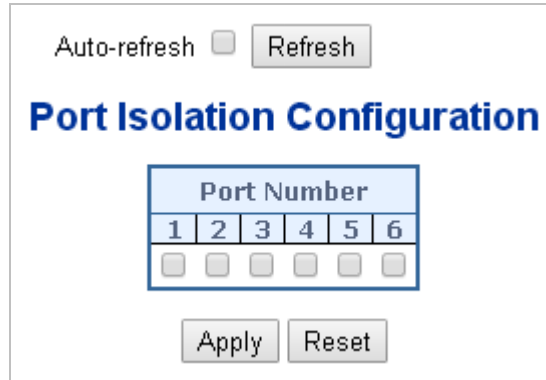 Auto-refresh Refresh
Port Isolation Configuration
Port Number
1 2 3 4 5 6
Apply Reset